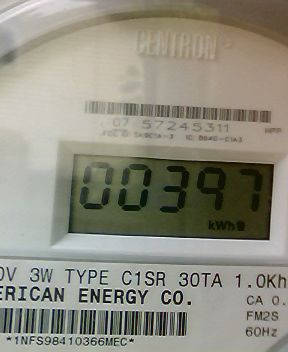 CENTRON
07 57245311
HPP
00397
kWh
0V 3W TYPE C1SR 30TA 1.0Kh
ERICAN ENERGY CO.
CA 0.
FM2S
60Hz
*1NFS98410366MEC*